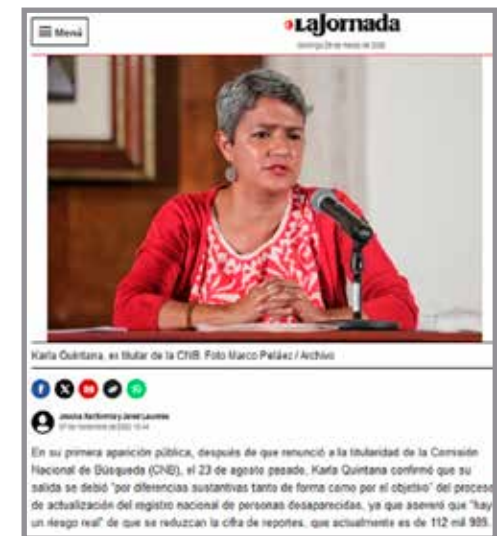 Menú
LaJornada
Karla Quintana, ex titular de la CNB. Foto Marco Peláez / Archivo
En su primera aparición pública, después de que renunció a la titularidad de la Comisión
Nacional de Búsqueda (CNB), el 23 de agosto pasado, Karla Quintana confirmó que su
salida se debió "por diferencias sustantivas tanto de forma como por el objetivo" del proceso
de actualización del registro nacional de personas desaparecidas, ya que aseveró que "hay
un riesgo real" de que se reduzcan la cifra de reportes, que actualmente es de 112 mil 989.